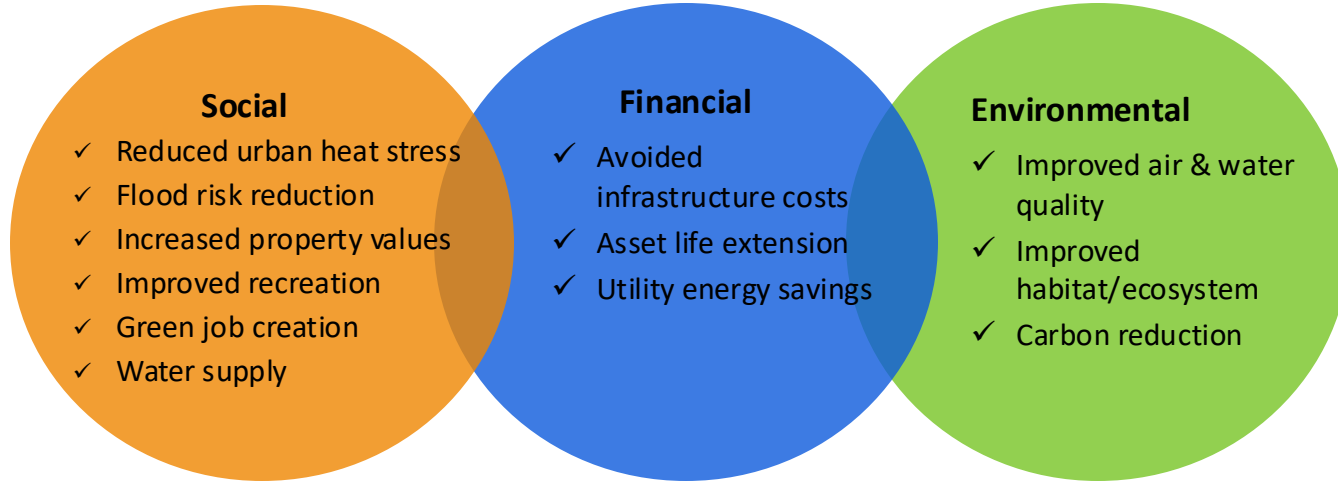 Social
✓ Reduced urban heat stress
✓ Flood risk reduction
✓ Increased property values
✓ Improved recreation
✓ Green job creation
✓ Water supply
Financial
✓ Avoided
infrastructure costs
✓ Asset life extension
✓ Utility energy savings
Environmental
✓ Improved air & water
quality
✓ Improved
habitat/ecosystem
✓ Carbon reduction